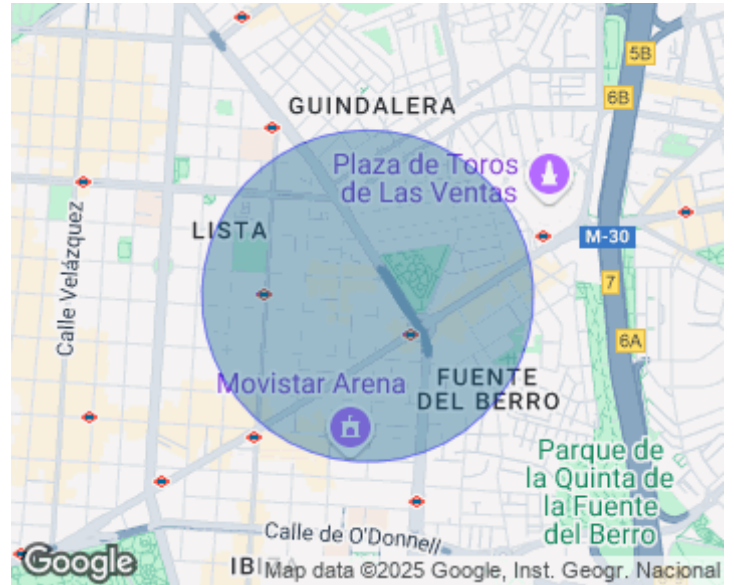 5B
6B
GUINDALERA
Plaza de Toros
de Las Ventas
LISTA
M-30
Calle Velázquez
7
6A
Movistar Arena
FUENTE
DEL BERRO
Parque de
la Quinta de
la Fuente
del Berro
Calle de O'Donnell
Google
IBIZA
Map data ©2025 Google, Inst. Geogr. Nacional